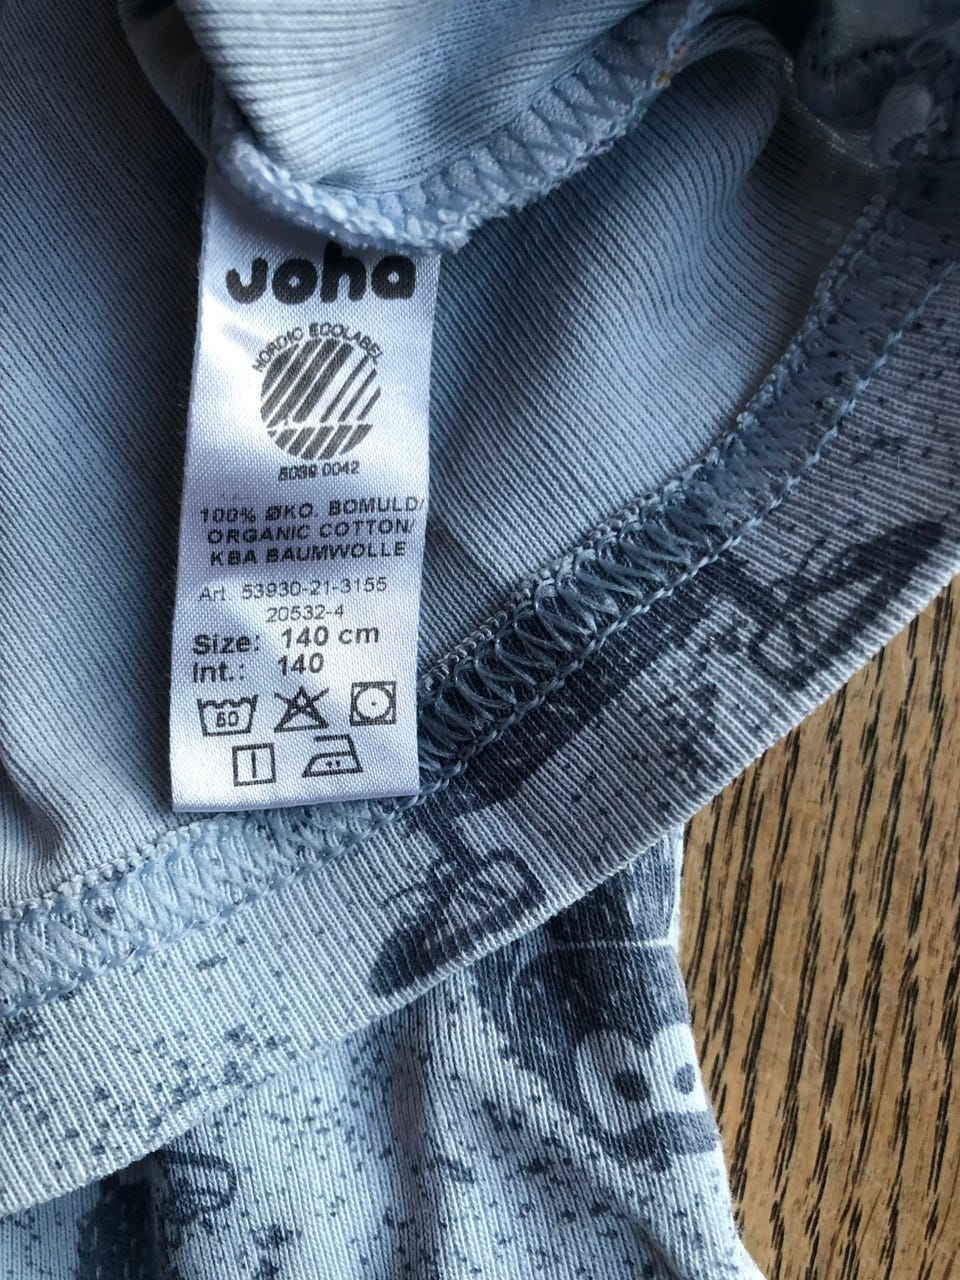 Joha
NORDIC ECOLABEL
5039 0042
100% ØKO. BOMULD/
ORGANIC COTTON/
KBA BAUMWOLLE
Art. 53930-21-3155
20532-4
Size: 140 cm
Int.: 140
60